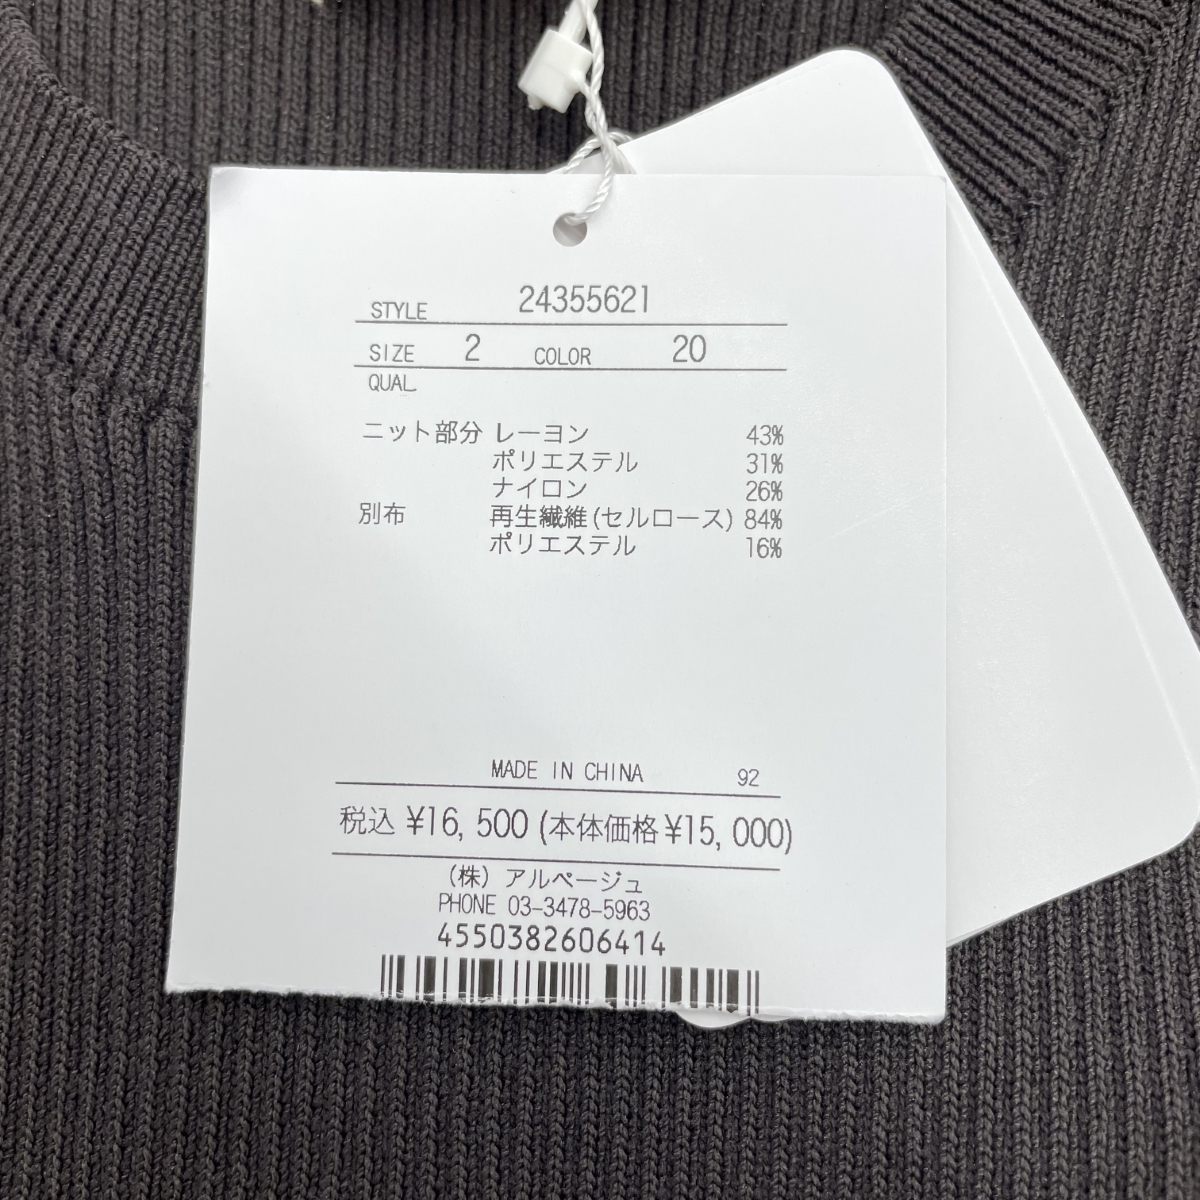 STYLE 24355621
SIZE 2 COLOR 20
QUAL.
ニット部分 レーヨン 43%
ポリエステル 31%
ナイロン 26%
別布 再生繊維(セルロース) 84%
ポリエステル 16%
MADE IN CHINA 92
税込 ¥16,500 (本体価格¥15,000)
(株) アルページュ
PHONE 03-3478-5963
4550382606414